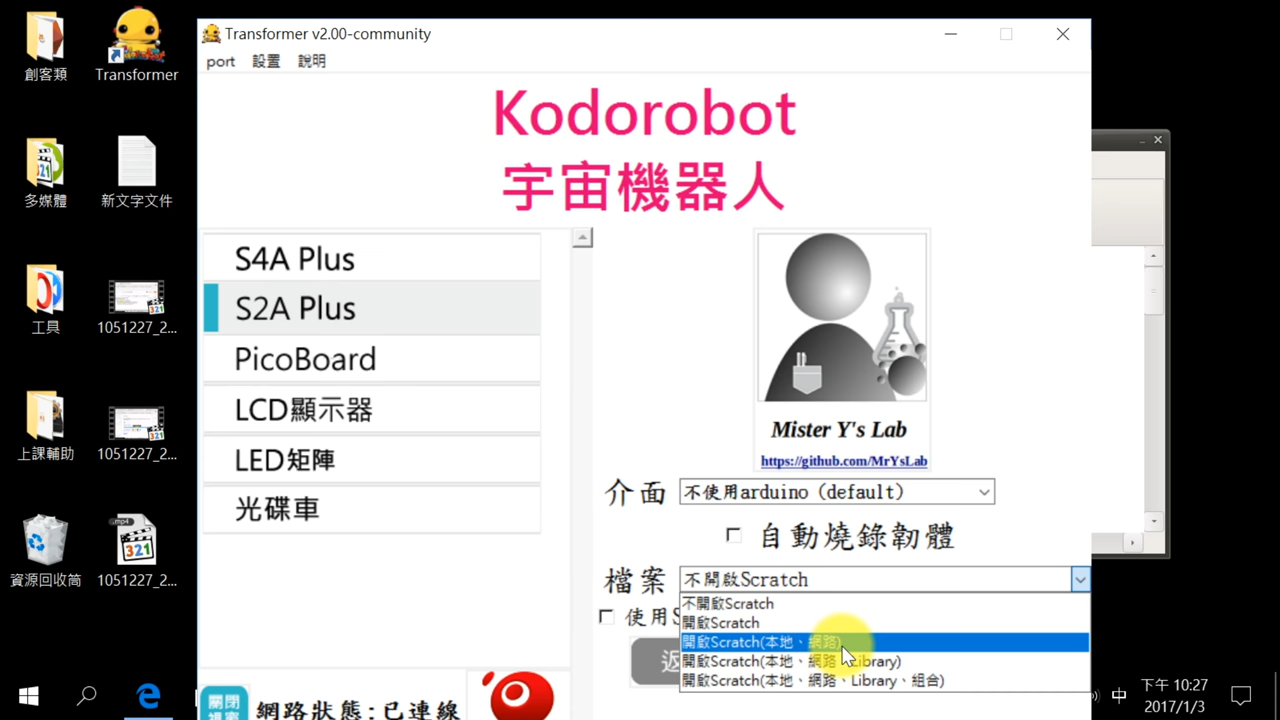 創客類
Transformer
多媒體
新文字文件
工具
1051227_2...
上課輔助
1051227_2...
資源回收筒
.mp4
1051227_2...
Transformer v2.00-community
port 設置 說明
Kodorobot
宇宙機器人
S4A Plus
S2A Plus
PicoBoard
LCD顯示器
LED矩陣
光碟車
Mister Y's Lab
https://github.com/MrYsLab
介面 不使用arduino (default)
自動燒錄韌體
檔案 不開啟Scratch
不開啟Scratch
使用S
開啟Scratch
開啟Scratch(本地、網路)
開啟Scratch(本地、網路、Library)
開啟Scratch(本地、網路、Library、組合)
返
關閉
網路狀態:已連線
中
下午 10:27
2017/1/3